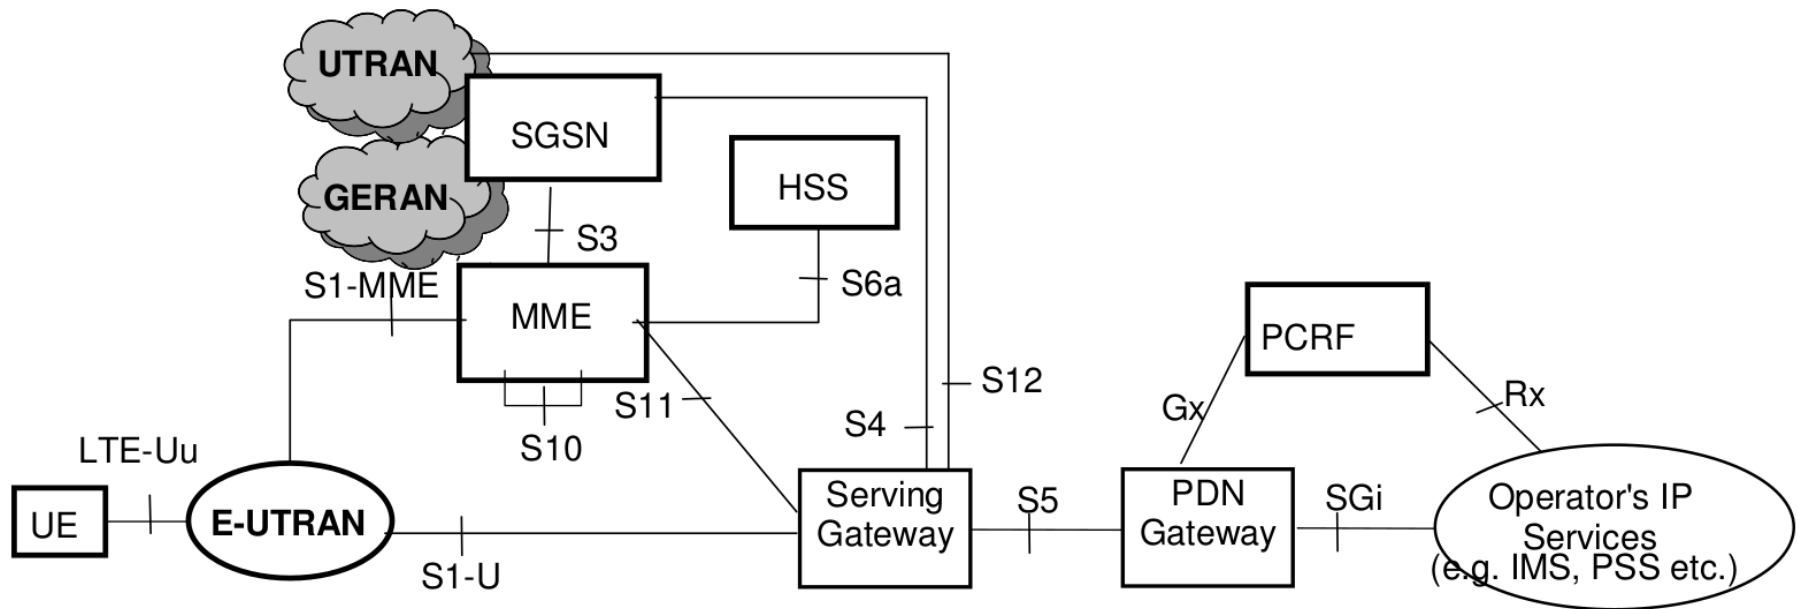 UTRAN
SGSN
HSS
GERAN
S3
S1-MME
S6a
MME
PCRF
S12
S11
Gx
Rx
S4
S10
LTE-Uu
UE
E-UTRAN
S1-U
Serving
Gateway
S5
PDN
Gateway
SGi
Operator's IP
Services
(e.g. IMS, PSS etc.)